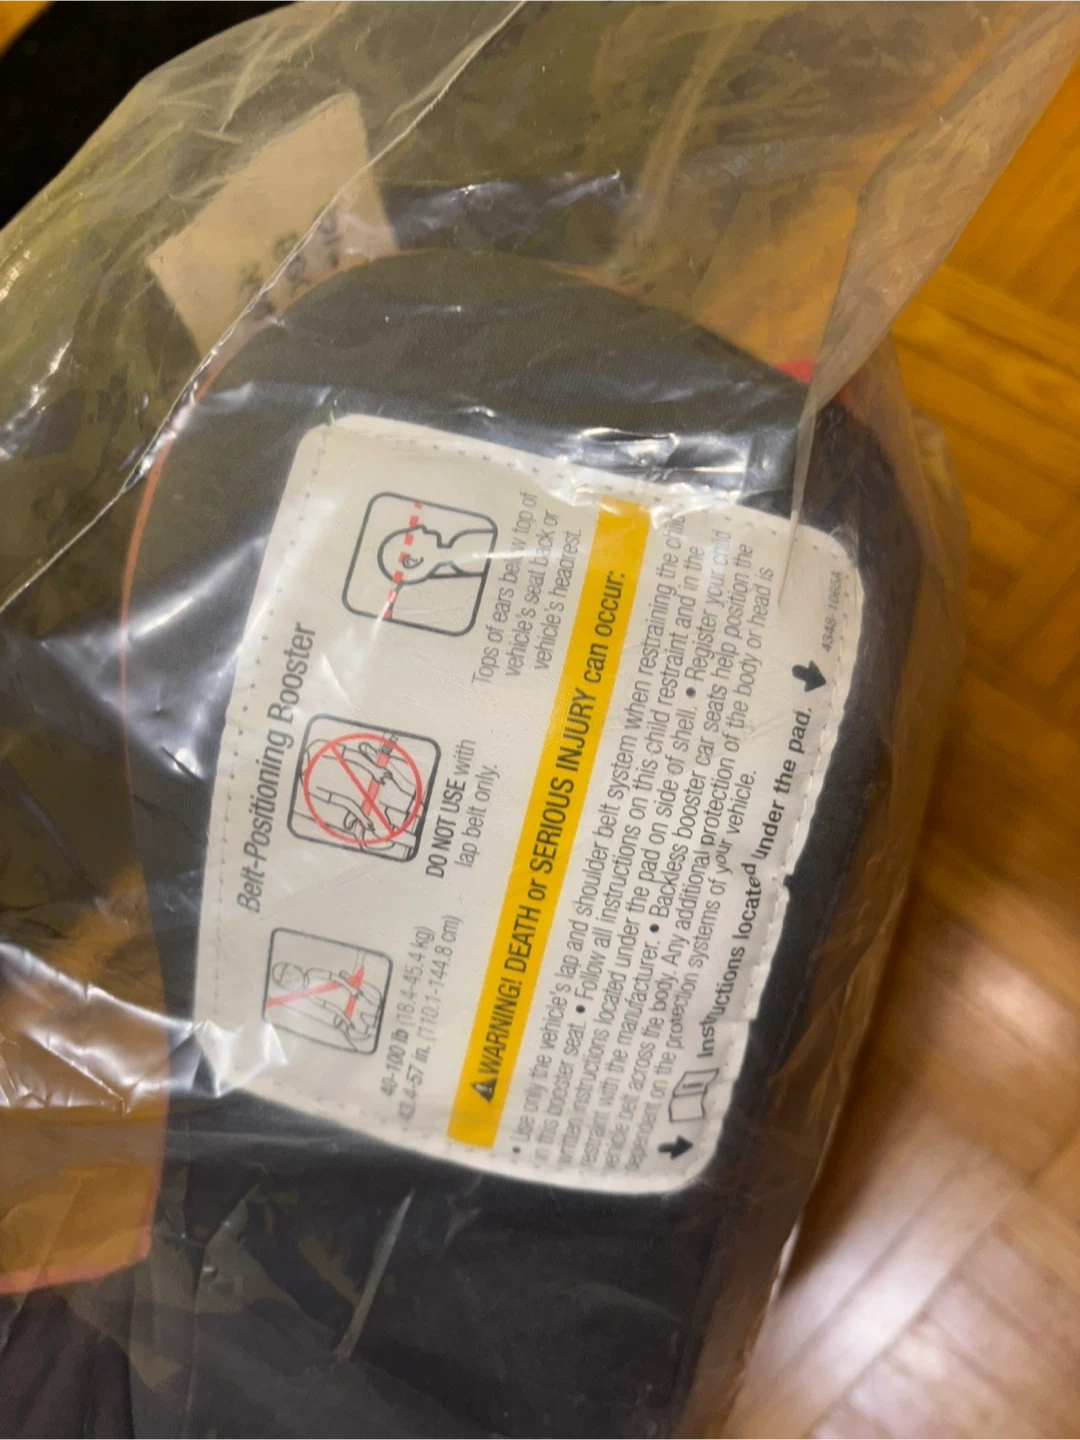 Belt-Positioning Booster
40-100 lb (18.4-45.4 kg)
43.4-57 in. (110.1-144.8 cm)
DO NOT USE with
lap belt only.
Tops of ears below top of
vehicle's seat back or
vehicle's headrest.
WARNING! DEATH or SERIOUS INJURY can occur:
• Use only the vehicle's lap and shoulder belt system when restraining the child
in this booster seat. • Follow all instructions on this child restraint and in the
written instructions located under the pad on side of shell. • Register your child
restraint with the manufacturer. • Backless booster car seats help position the
vehicle belt across the body. Any additional protection of the body or head is
dependent on the protection systems of your vehicle.
Instructions located under the pad.
4348-1065A